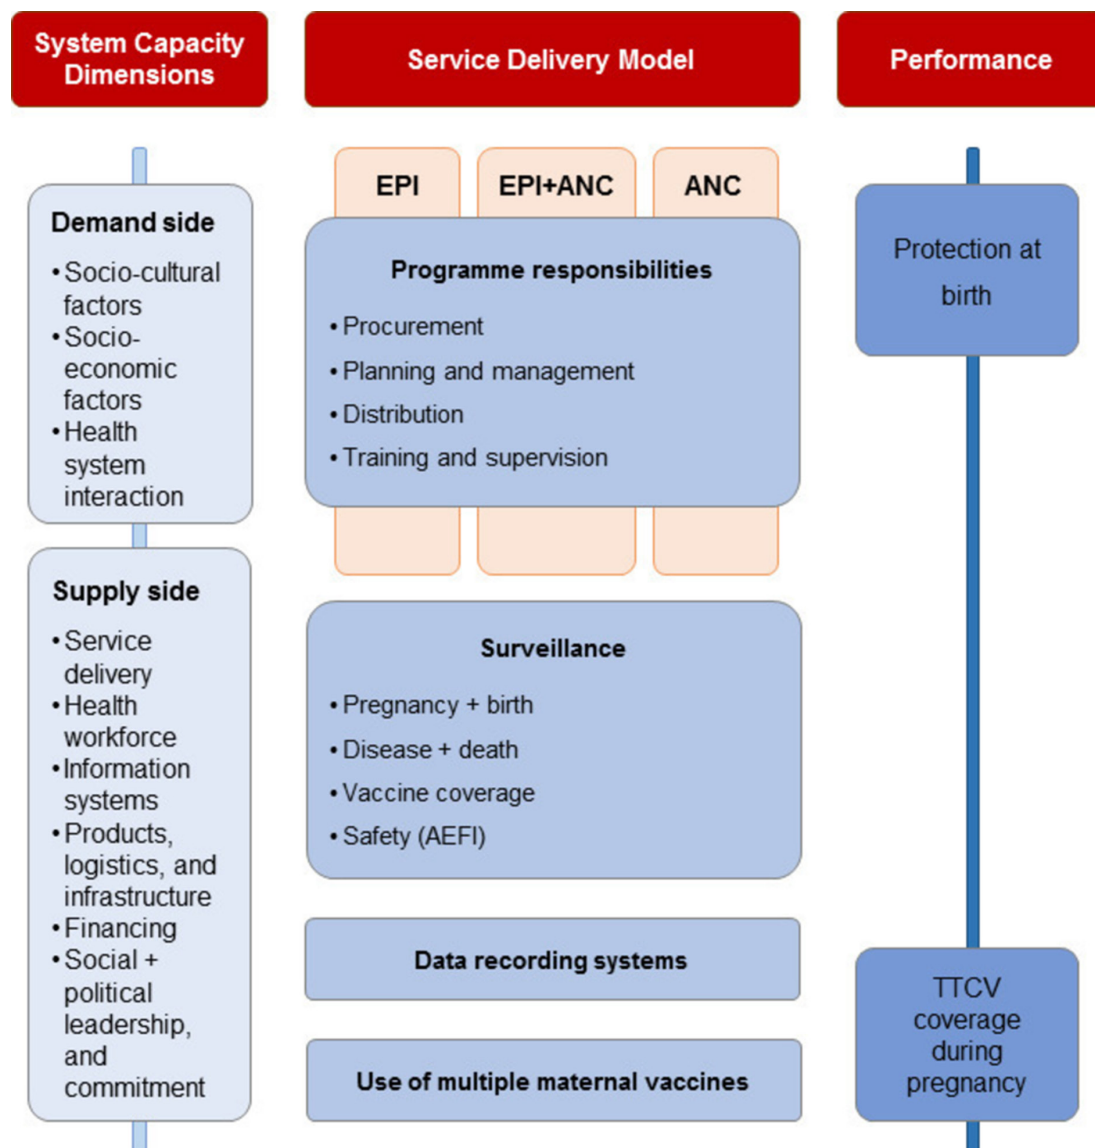 System Capacity
Dimensions
Service Delivery Model
Performance
Demand side
• Socio-cultural
factors
• Socio-
economic
factors
• Health
system
interaction
Supply side
• Service
delivery
• Health
workforce
• Information
systems
• Products,
logistics, and
infrastructure
• Financing
• Social +
political
leadership,
and
commitment
EPI
EPI+ANC
ANC
Programme responsibilities
• Procurement
• Planning and management
• Distribution
• Training and supervision
Surveillance
• Pregnancy + birth
• Disease + death
• Vaccine coverage
• Safety (AEFI)
Data recording systems
Use of multiple maternal vaccines
Protection at
birth
TTCV
coverage
during
pregnancy